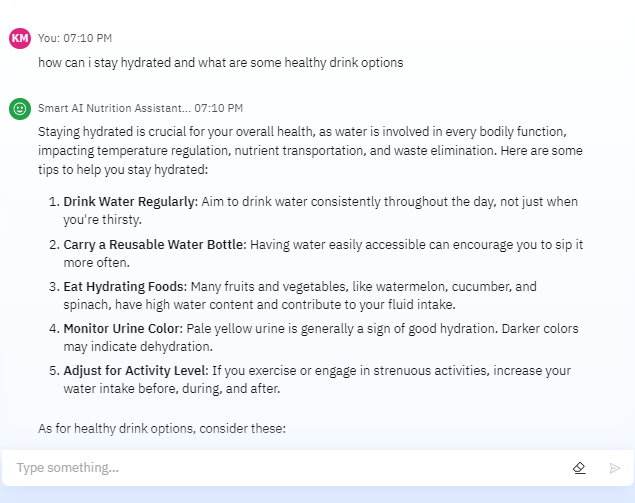 KM You: 07:10 PM
how can i stay hydrated and what are some healthy drink options
Smart AI Nutrition Assistant... 07:10 PM
Staying hydrated is crucial for your overall health, as water is involved in every bodily function,
impacting temperature regulation, nutrient transportation, and waste elimination. Here are some
tips to help you stay hydrated:
1. Drink Water Regularly: Aim to drink water consistently throughout the day, not just when
you're thirsty.
2. Carry a Reusable Water Bottle: Having water easily accessible can encourage you to sip it
more often.
3. Eat Hydrating Foods: Many fruits and vegetables, like watermelon, cucumber, and
spinach, have high water content and contribute to your fluid intake.
4. Monitor Urine Color: Pale yellow urine is generally a sign of good hydration. Darker colors
may indicate dehydration.
5. Adjust for Activity Level: If you exercise or engage in strenuous activities, increase your
water intake before, during, and after.
As for healthy drink options, consider these:
Type something...